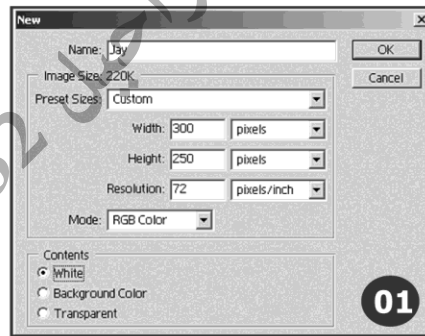 New
Name: Jay
OK
Image Size: 220K
Cancel
Preset Sizes: Custom
Width: 300 pixels
Height: 250 pixels
Resolution: 72 pixels/inch
Mode: RGB Color
Contents
White
Background Color
Transparent
01